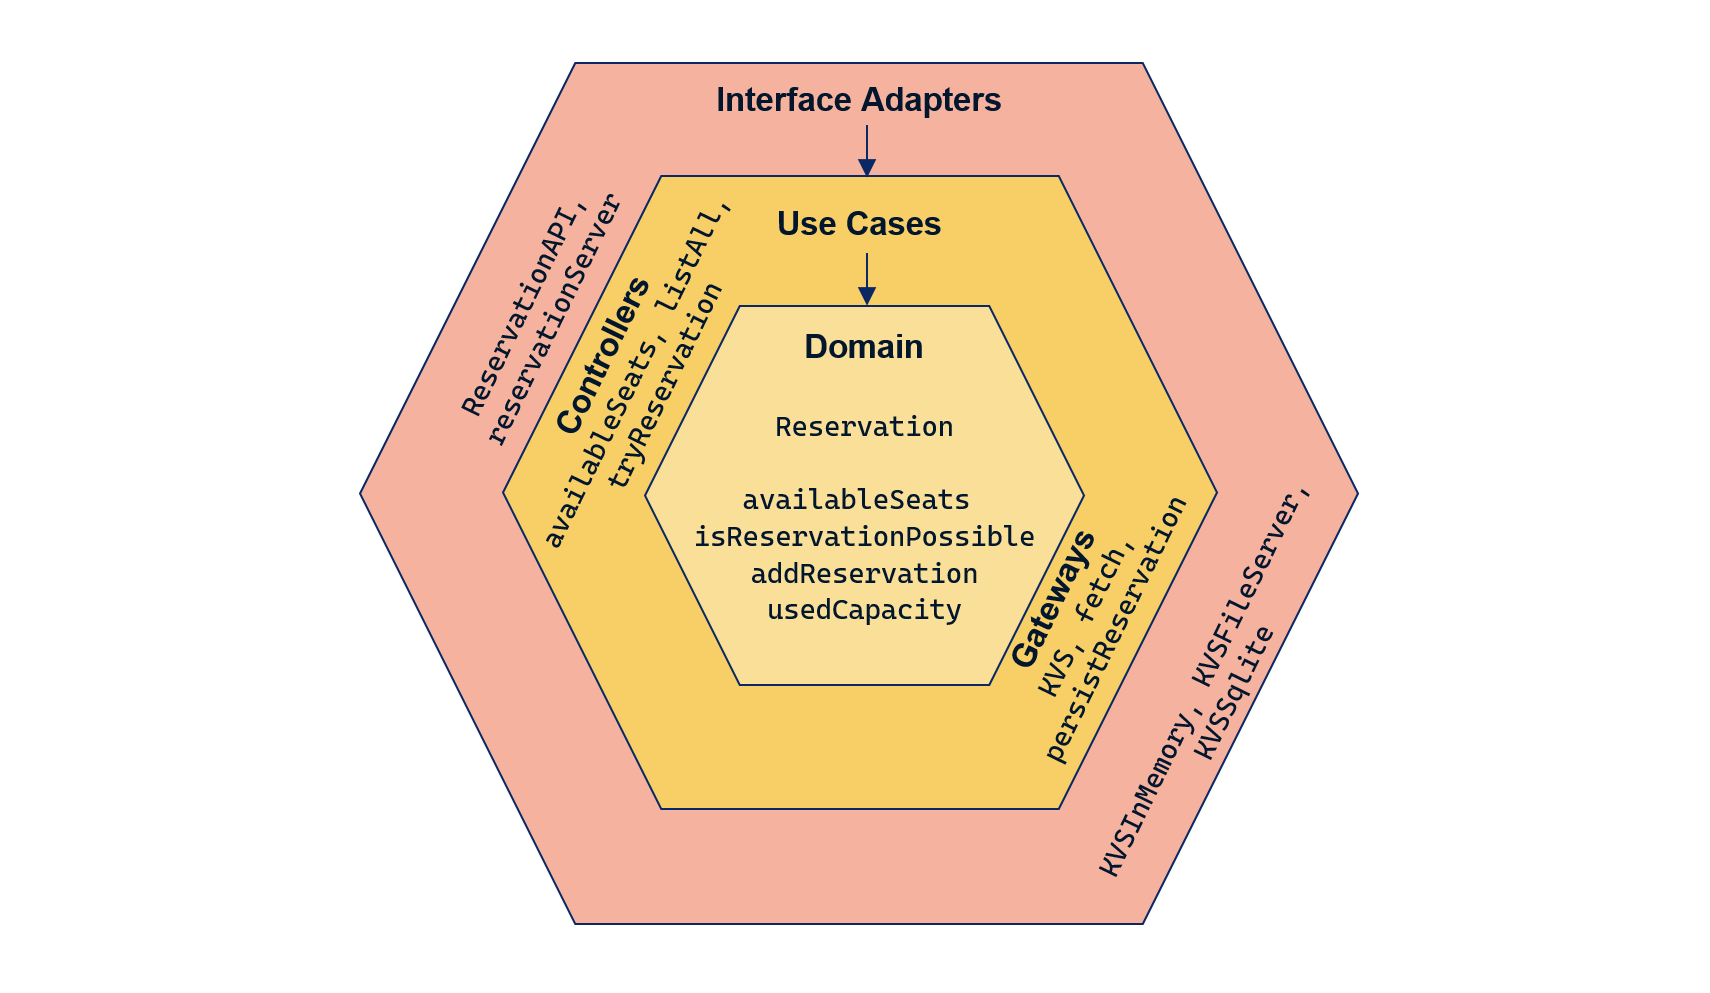 Interface Adapters
ReservationAPI,
reservationServer
Use Cases
Controllers
availableSeats, listAll,
tryReservation
Domain
Reservation
availableSeats
isReservationPossible
addReservation
usedCapacity
Gateways
KVS, fetch,
persistReservation
KVSInMemory, KVSFileServer,
KVSSqlite